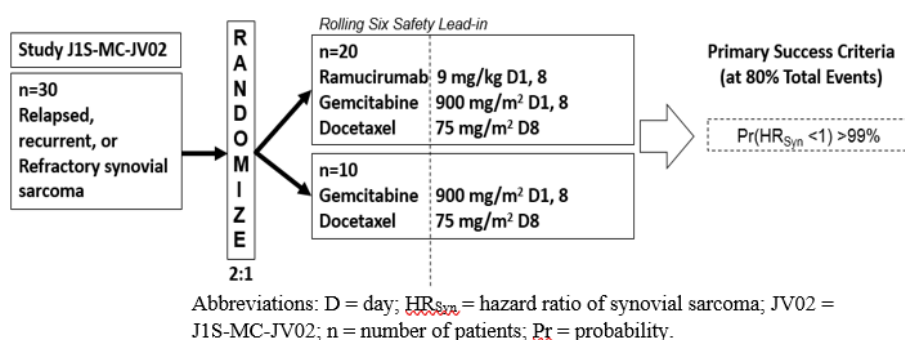 Rolling Six Safety Lead-in
Study J1S-MC-JV02
n=30
Relapsed,
recurrent, or
Refractory synovial
sarcoma
RANDOMIZE
2:1
n=20
Ramucirumab 9 mg/kg D1, 8
Gemcitabine 900 mg/m² D1, 8
Docetaxel 75 mg/m² D8
n=10
Gemcitabine 900 mg/m² D1, 8
Docetaxel 75 mg/m² D8
Primary Success Criteria
(at 80% Total Events)
Pr(HRSyn <1) >99%
Abbreviations: D = day; HRSyn = hazard ratio of synovial sarcoma; JV02 =
J1S-MC-JV02; n = number of patients; Pr = probability.